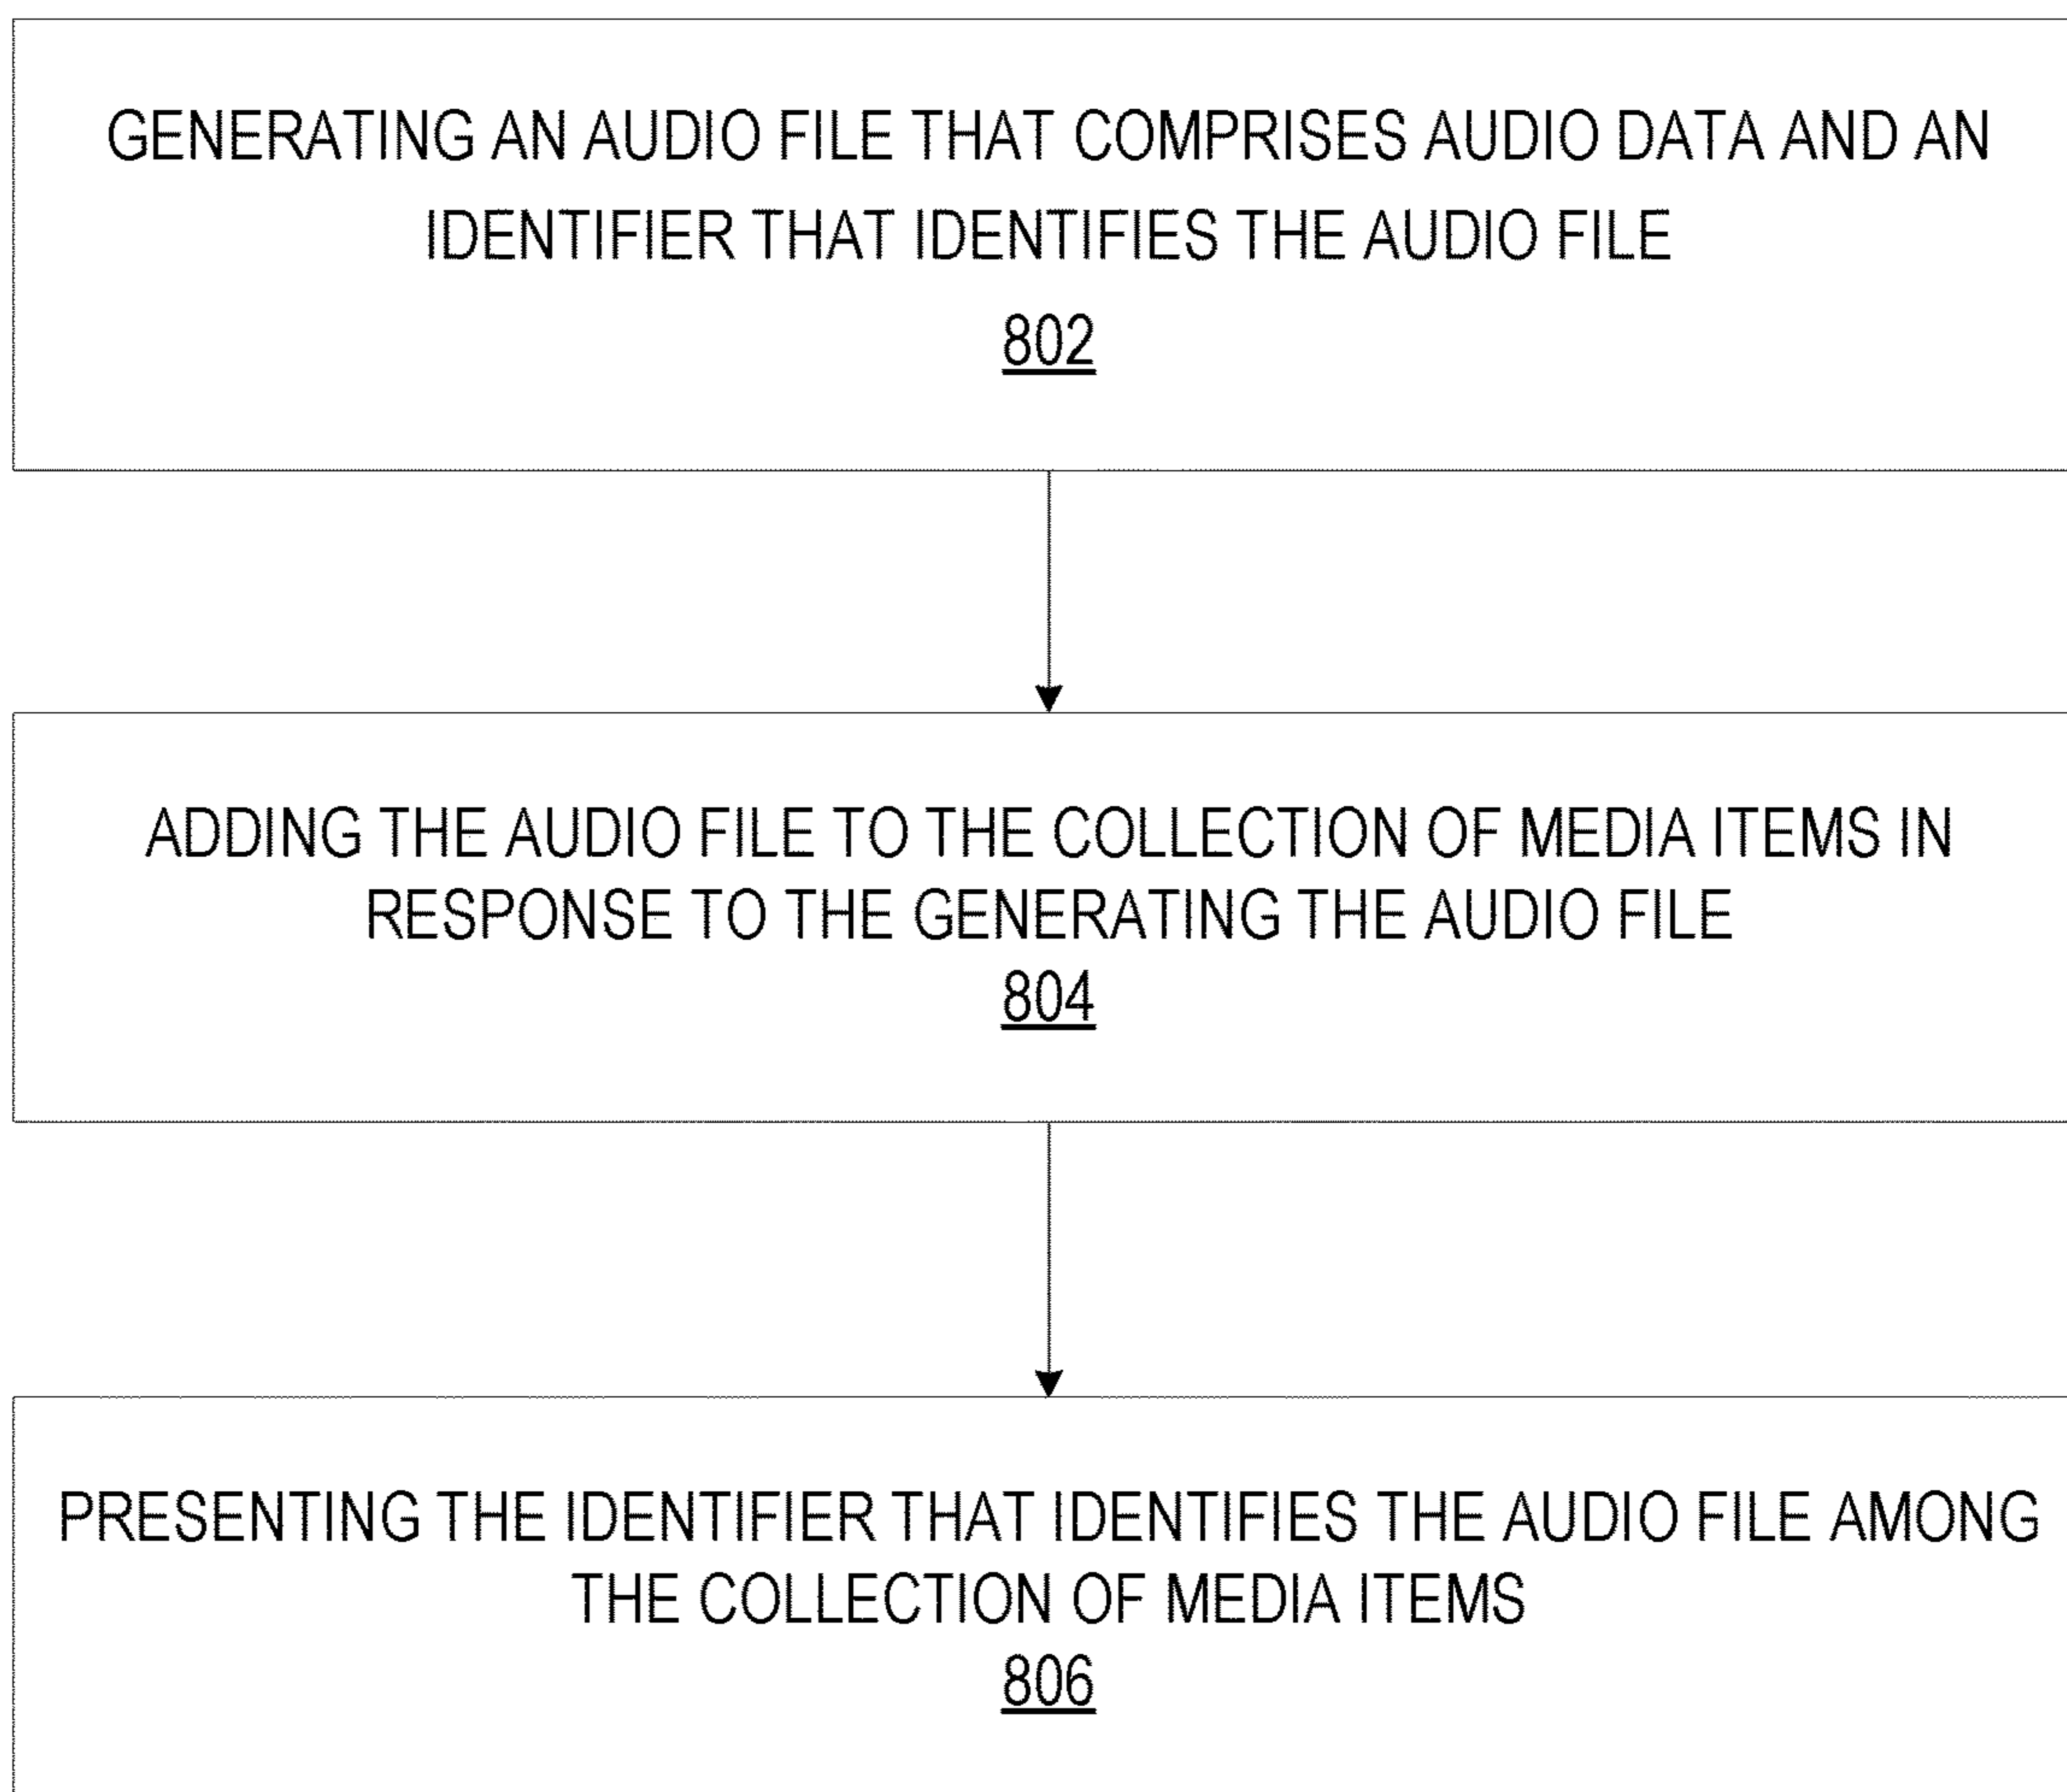 GENERATING AN AUDIO FILE THAT COMPRISES AUDIO DATA AND AN
IDENTIFIER THAT IDENTIFIES THE AUDIO FILE
802
ADDING THE AUDIO FILE TO THE COLLECTION OF MEDIA ITEMS IN
RESPONSE TO THE GENERATING THE AUDIO FILE
804
PRESENTING THE IDENTIFIER THAT IDENTIFIES THE AUDIO FILE AMONG
THE COLLECTION OF MEDIA ITEMS
806